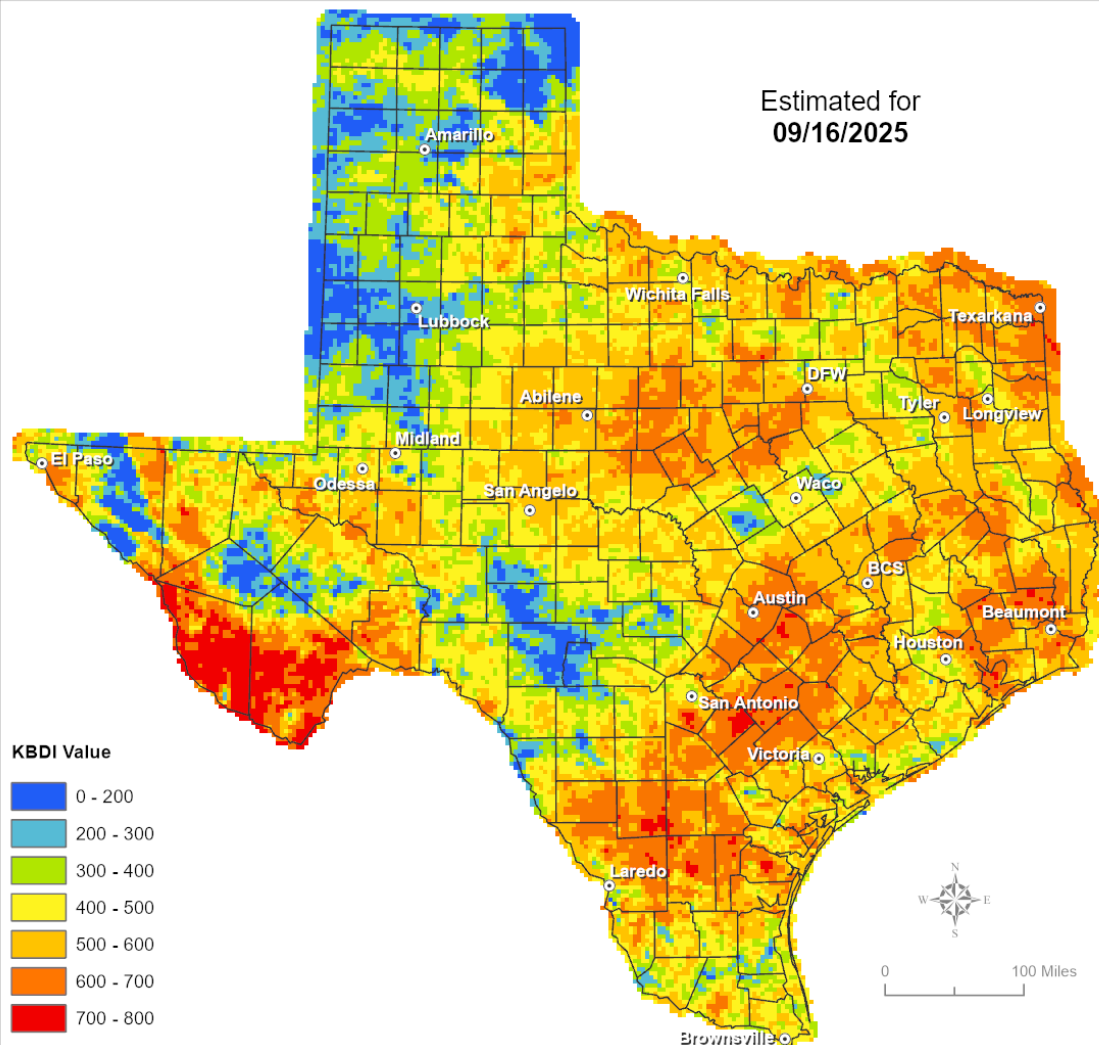 Estimated for
09/16/2025
Amarillo
Wichita Falls
Lubbock
Texarkana
DFW
Abilene
Tyler
Longview
Midland
El Paso
Odessa
San Angelo
Waco
BCS
Austin
Beaumont
Houston
San Antonio
Victoria
KBDI Value
0 - 200
200 - 300
300 - 400
400 - 500
500 - 600
600 - 700
700 - 800
Laredo
N
W E
S
0 100 Miles
Brownsville